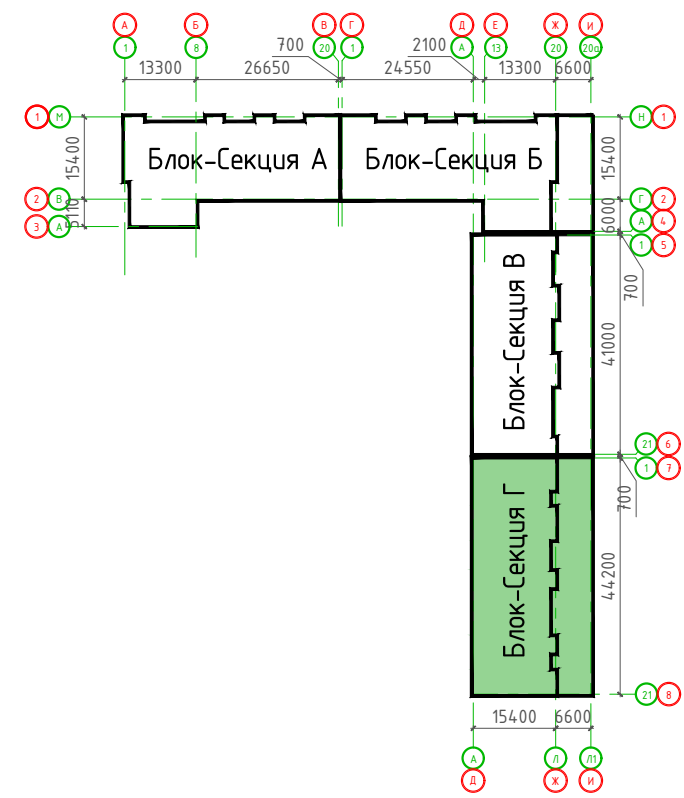 А Б В Г Д Е Ж И
1 8 20 1 А 13 20 20а
700 2100
13300 26650 24550 13300 6600
1 М
Н 1
15400
15400
Блок-Секция А
Блок-Секция Б
2 В
Г 2
5110
6000
3 А
А 4
1 5
700
Блок-Секция В
41000
21 6
1 7
700
Блок-Секция Г
44200
21 8
15400 6600
А Л Л1
Д Ж И